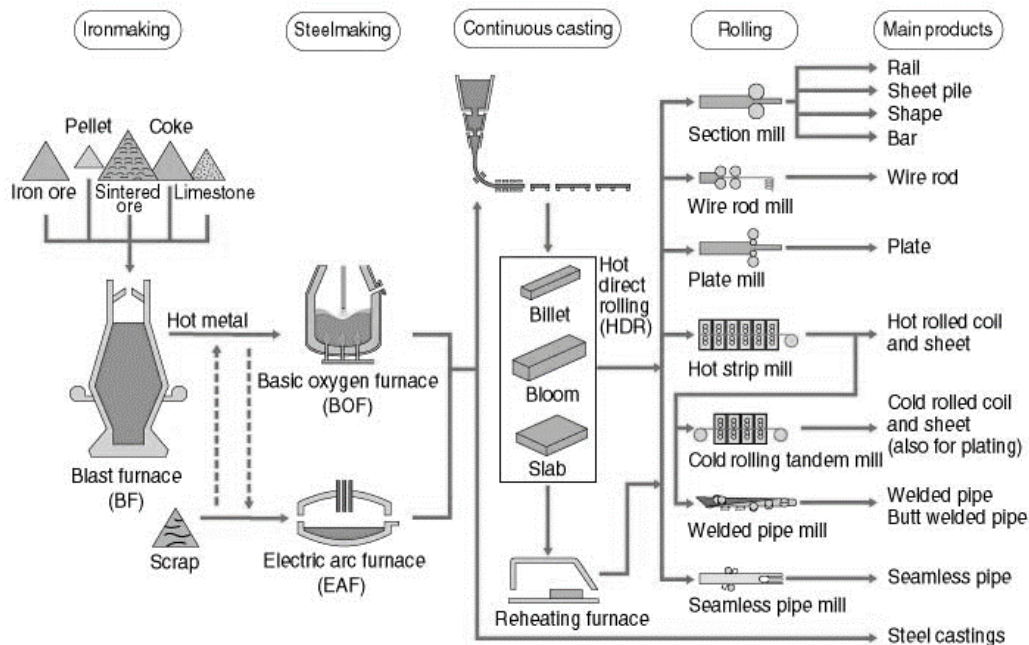 Ironmaking
Steelmaking
Continuous casting
Rolling
Main products
Pellet
Coke
Iron ore
Sintered
ore
Limestone
Hot metal
Blast furnace
(BF)
Scrap
Basic oxygen furnace
(BOF)
Electric arc furnace
(EAF)
Billet
Bloom
Slab
Hot
direct
rolling
(HDR)
Reheating furnace
Section mill
Wire rod mill
Plate mill
Hot strip mill
Cold rolling tandem mill
Welded pipe mill
Seamless pipe mill
Rail
Sheet pile
Shape
Bar
Wire rod
Plate
Hot rolled coil
and sheet
Cold rolled coil
and sheet
(also for plating)
Welded pipe
Butt welded pipe
Seamless pipe
Steel castings